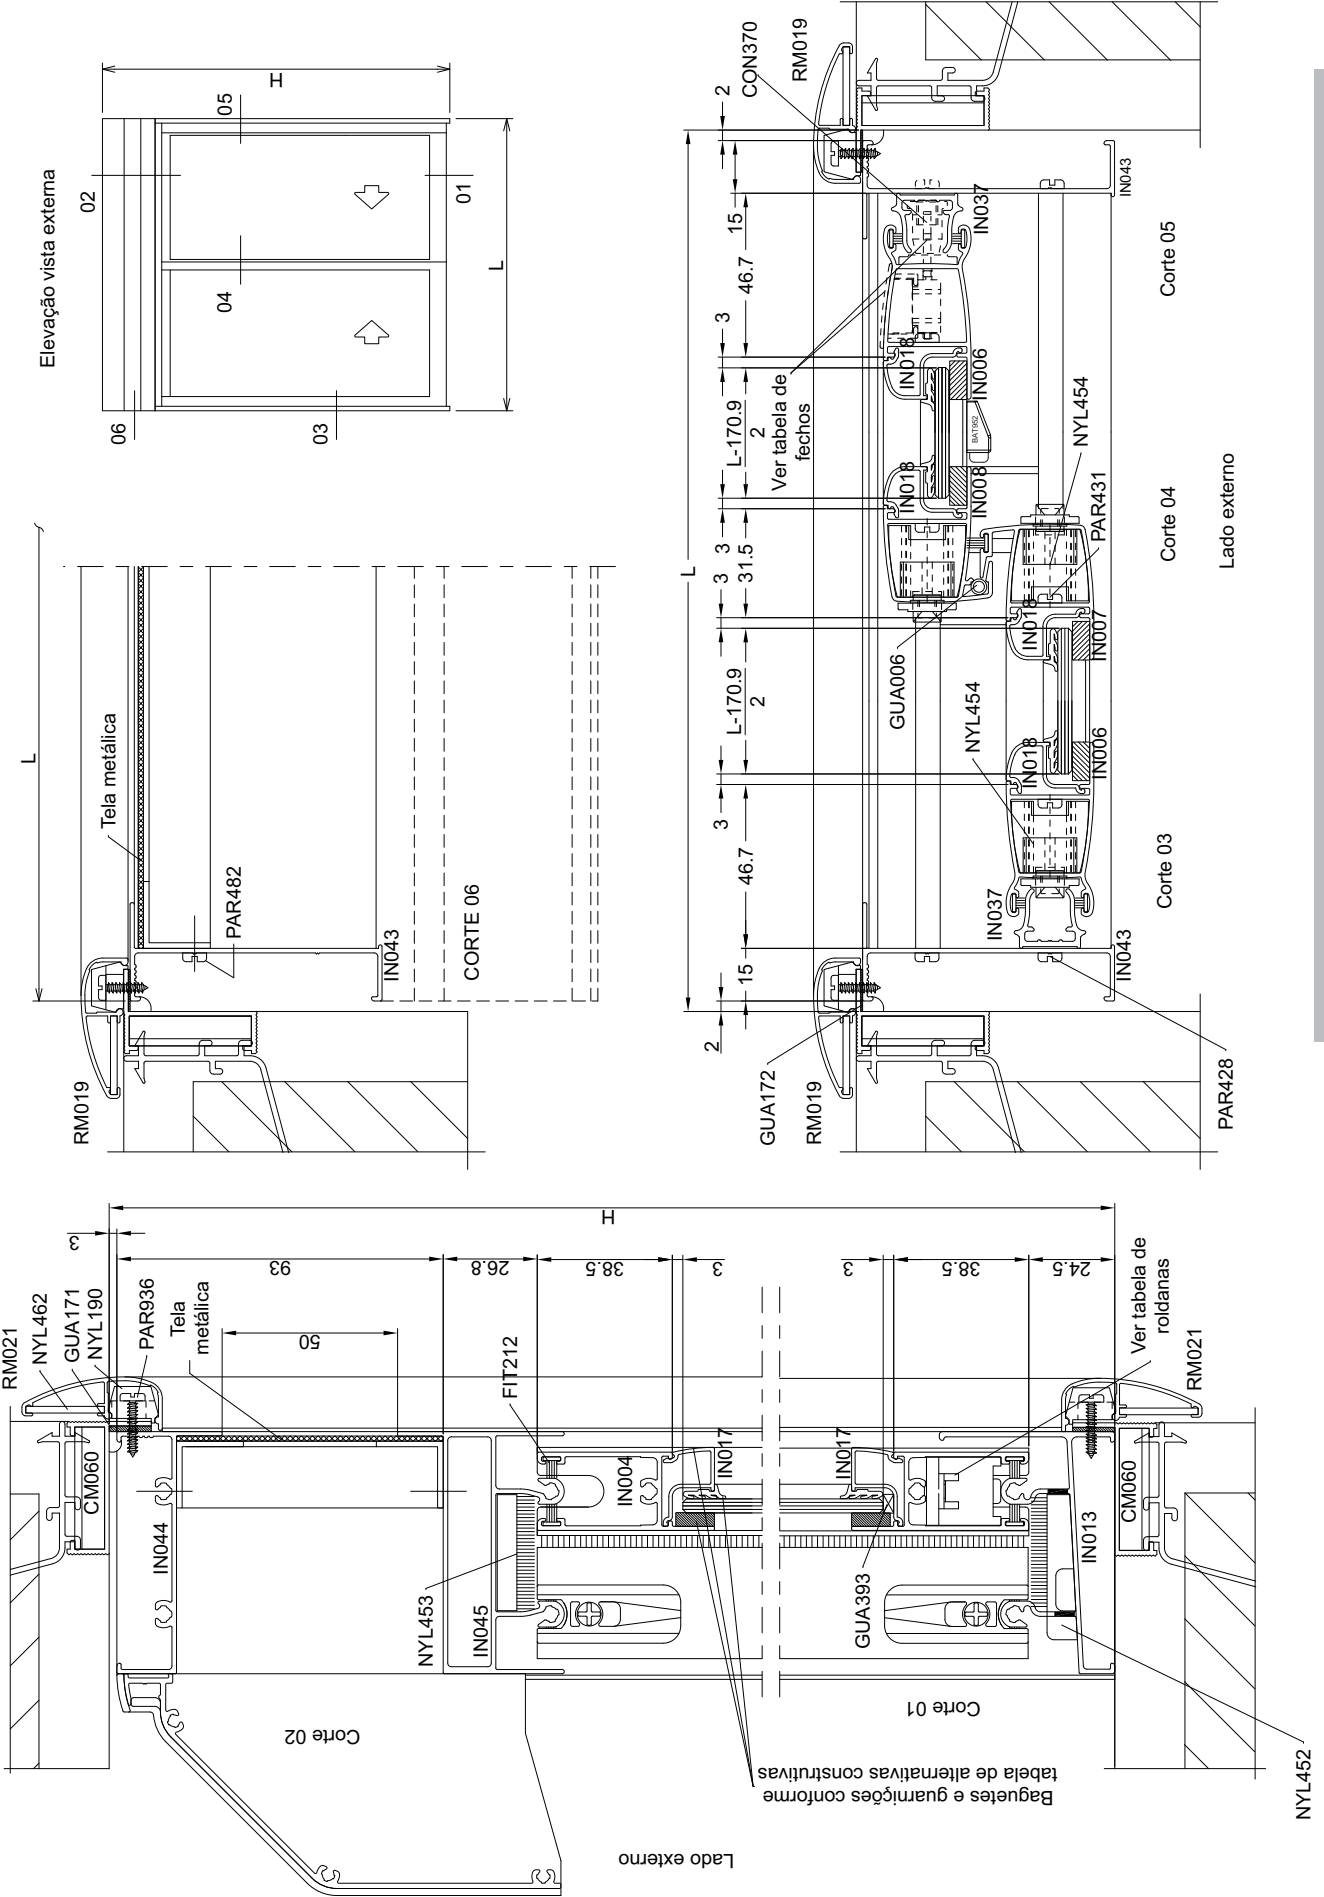 Elevação vista externa
02
05
H
01
04
L
06
03
L
Tela metálica
PAR482
IN043
CORTE 06
RM019
RM019
CON370
2
15
46.7
3
L-170.9
2
3
3
31.5
3
L-170.9
2
3
46.7
15
2
L
Ver tabela de
fechos
IN037
IN043
IN018
IN006
BAT952
IN018
IN008
NYL454
PAR431
GUA006
IN018
IN007
NYL454
IN018
IN006
IN037
IN043
GUA172
RM019
PAR428
Corte 05
Corte 04
Corte 03
Lado externo
RM021
NYL462
GUA171
NYL190
PAR936
Tela
metálica
3
93
50
26.8
38.5
3
3
38.5
24.5
H
CM060
IN044
FIT212
IN004
IN017
IN017
NYL453
IN045
GUA393
IN013
CM060
Ver tabela de
roldanas
RM021
NYL452
Corte 02
Corte 01
Baguetes e guarnições conforme
tabela de alternativas construtivas
Lado externo